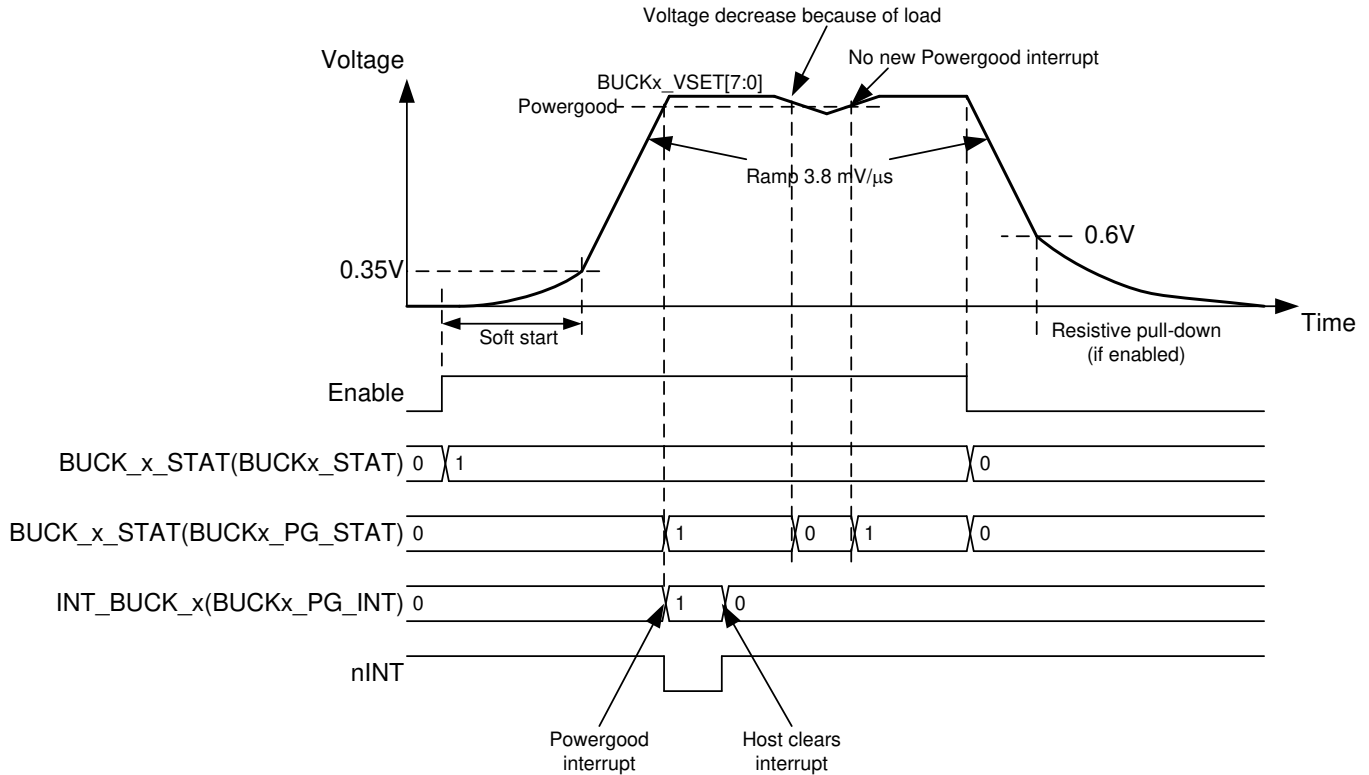 Voltage decrease because of load
Voltage
No new Powergood interrupt
BUCKx_VSET[7:0]
Powergood
Ramp 3.8 mV/μs
0.6V
0.35V
Time
Soft start
Resistive pull-down
(if enabled)
Enable
BUCK_x_STAT(BUCKx_STAT) 0 1 0
BUCK_x_STAT(BUCKx_PG_STAT) 0 1 0 1 0
INT_BUCK_x(BUCKx_PG_INT) 0 1 0
nINT
Powergood
interrupt
Host clears
interrupt